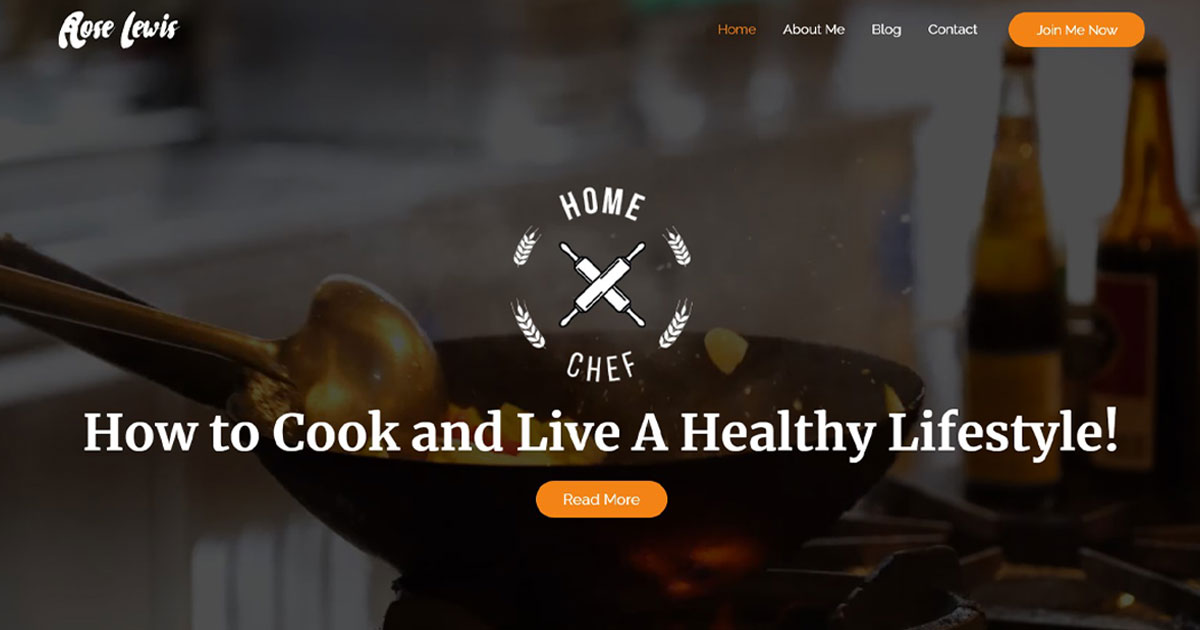 Rose Lewis
Home
About Me
Blog
Contact
Join Me Now
HOME
CHEF
How to Cook and Live A Healthy Lifestyle!
Read More